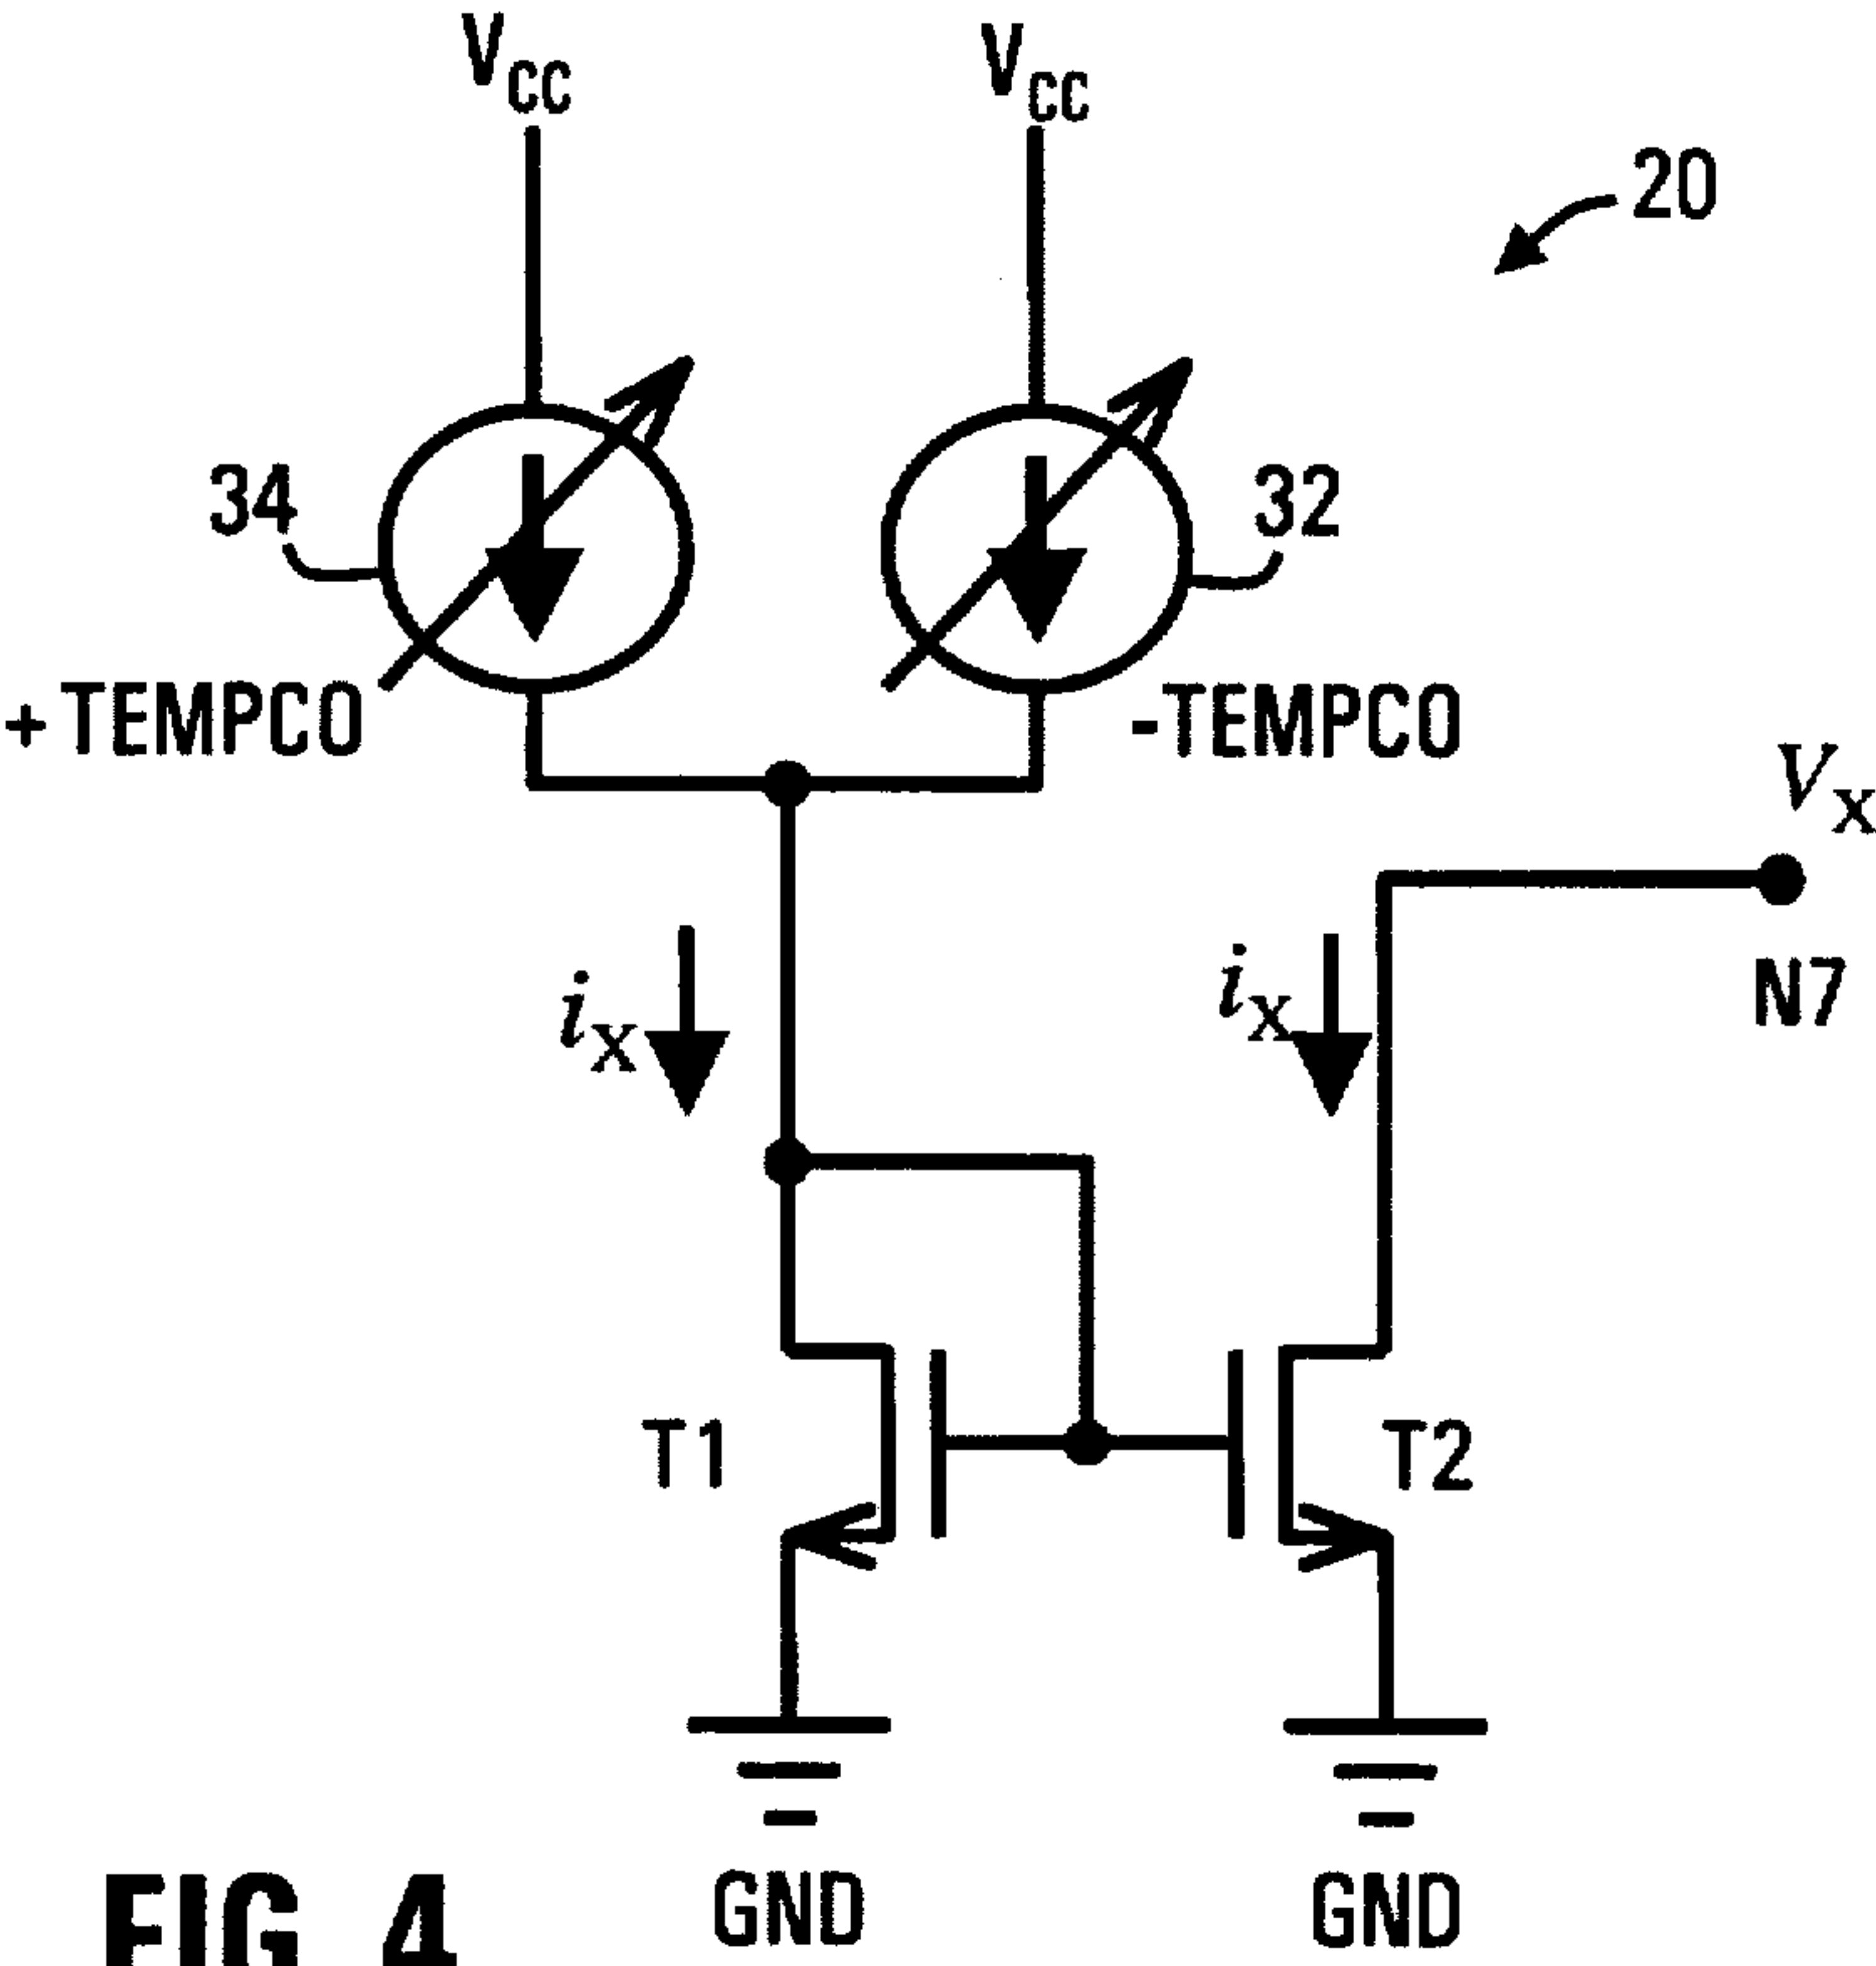 VCC
VCC
20
34
32
+TEMPCO
-TEMPCO
Vx
ix
ix
N7
T1
T2
GND
GND
FIG. 4